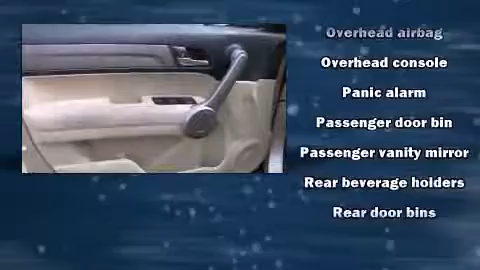 Overhead airbag
Overhead console
Panic alarm
Passenger door bin
Passenger vanity mirror
Rear beverage holders
Rear door bins